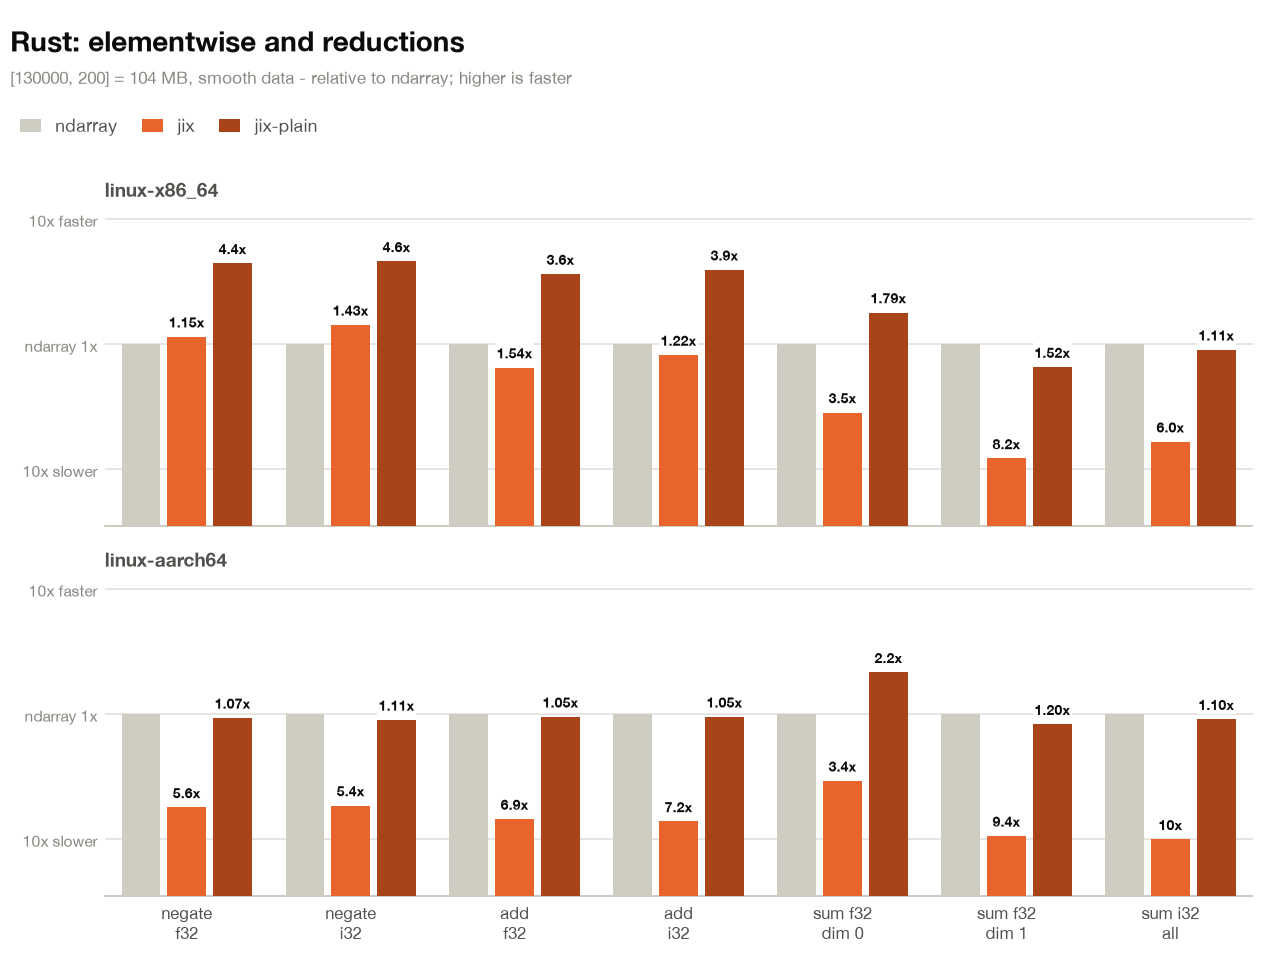 Rust: elementwise and reductions
[130000, 200] = 104 MB, smooth data - relative to ndarray; higher is faster
ndarray jix jix-plain
linux-x86_64
10x faster
4.4x 4.6x 3.6x 3.9x
1.15x 1.43x 1.79x
ndarray 1x 1.54x 1.22x 1.52x 1.11x
3.5x 8.2x 6.0x
10x slower
linux-aarch64
10x faster
2.2x
ndarray 1x 1.07x 1.11x 1.05x 1.05x 1.20x 1.10x
5.6x 5.4x 6.9x 7.2x 3.4x 9.4x 10x
10x slower
negate negate add add sum f32 sum f32 sum i32
f32 i32 f32 i32 dim 0 dim 1 all